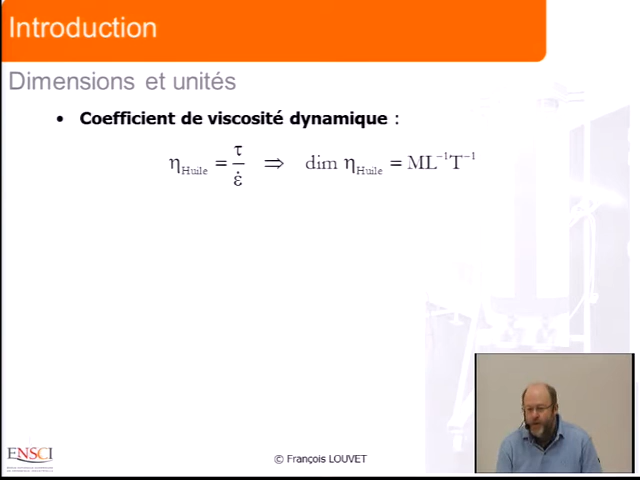 Introduction
Dimensions et unités
• Coefficient de viscosité dynamique :
η_Huile = τ / ε̇ ⇒ dim η_Huile = ML⁻¹T⁻¹
ENSCI
© François LOUVET